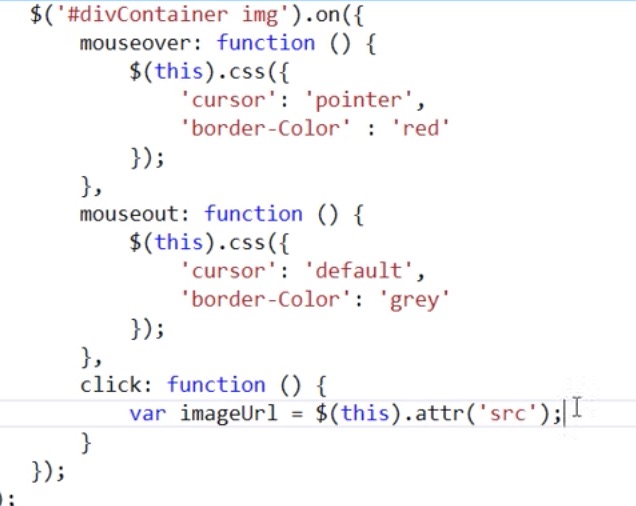 $('#divContainer img').on({
    mouseover: function () {
        $(this).css({
            'cursor': 'pointer',
            'border-Color' : 'red'
        });
    },
    mouseout: function () {
        $(this).css({
            'cursor': 'default',
            'border-Color': 'grey'
        });
    },
    click: function () {
        var imageUrl = $(this).attr('src');
    }
});
);